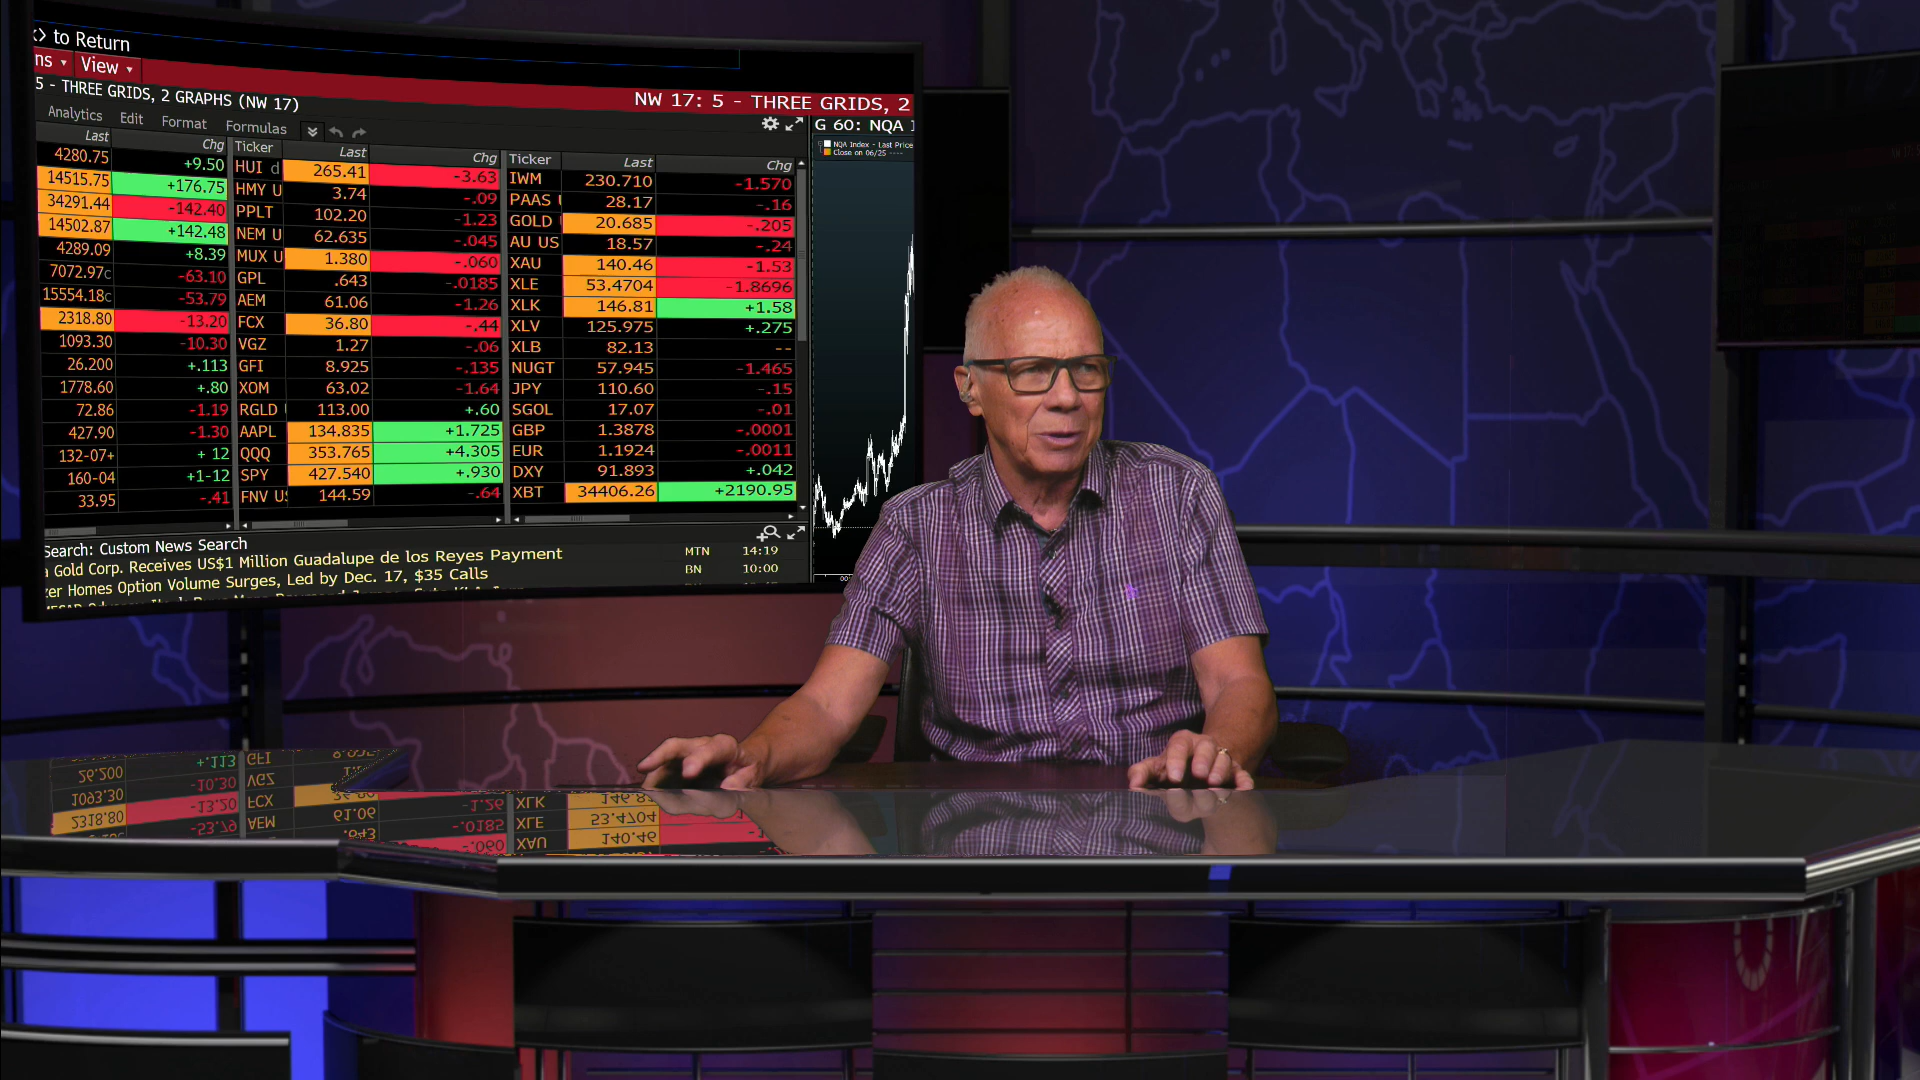 <> to Return
ns View
5 - THREE GRIDS, 2 GRAPHS (NW 17)
NW 17: 5 - THREE GRIDS, 2
Analytics Edit Format Formulas
G 60: NQA
NQA Index - Last Price
Close on 06/25
Last Chg Ticker Last Chg Ticker Last Chg
4280.75 +9.50 HUI d 265.41 -3.63 IWM 230.710 -1.570
14515.75 +176.75 HMY U 3.74 -.09 PAAS 28.17 -.16
34291.44 -142.40 PPLT 102.20 -1.23 GOLD 20.685 -.205
14502.87 +142.48 NEM U 62.635 -.045 AU US 18.57 -.24
4289.09 +8.39 MUX U 1.380 -.060 XAU 140.46 -1.53
7072.97c -63.10 GPL .643 -.0185 XLE 53.4704 -1.8696
15554.18c -53.79 AEM 61.06 -1.26 XLK 146.81 +1.58
2318.80 -13.20 FCX 36.80 -.44 XLV 125.975 +.275
1093.30 -10.30 VGZ 1.27 -.06 XLB 82.13 --
26.200 +.113 GFI 8.925 -.135 NUGT 57.945 -1.465
1778.60 +.80 XOM 63.02 -1.64 JPY 110.60 -.15
72.86 -1.19 RGLD 113.00 +.60 SGOL 17.07 -.01
427.90 -1.30 AAPL 134.835 +1.725 GBP 1.3878 -.0001
132-07+ + 12 QQQ 353.765 +4.305 EUR 1.1924 -.0011
160-04 +1-12 SPY 427.540 +.930 DXY 91.893 +.042
33.95 -.41 FNV US 144.59 -.64 XBT 34406.26 +2190.95
Search: Custom News Search
a Gold Corp. Receives US$1 Million Guadalupe de los Reyes Payment MTN 14:19
zer Homes Option Volume Surges, Led by Dec. 17, $35 Calls BN 10:00